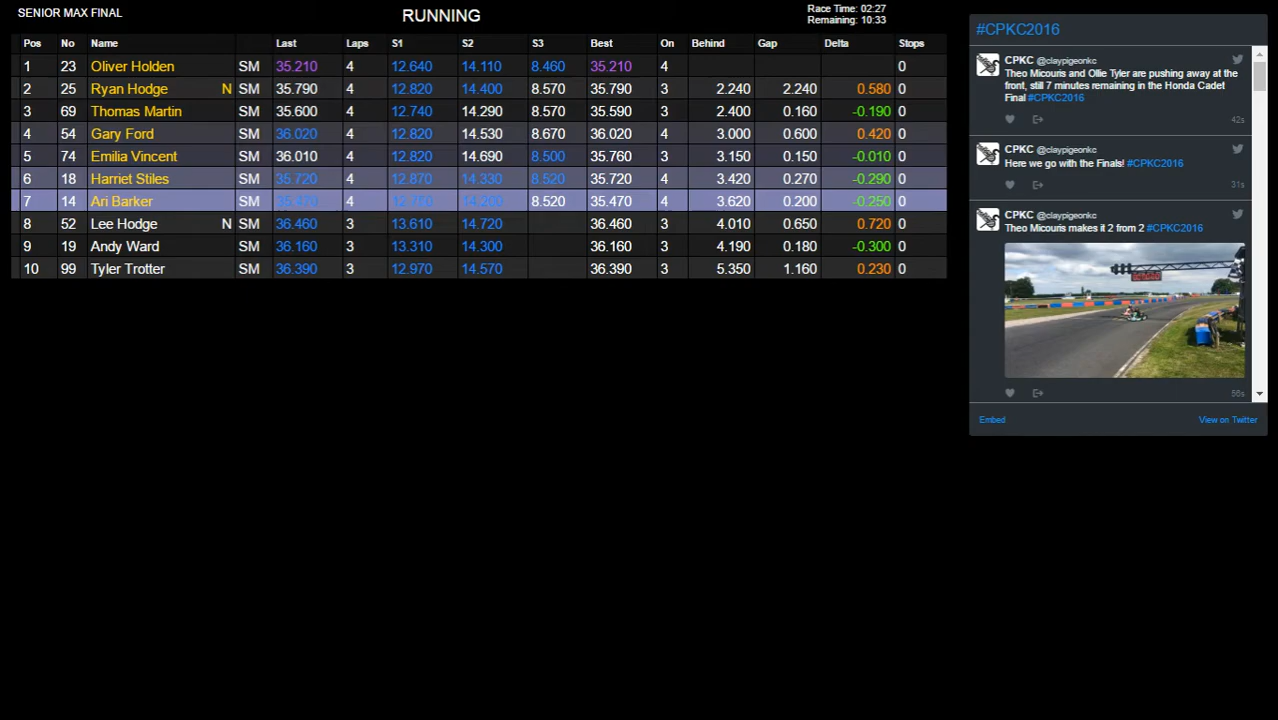 SENIOR MAX FINAL
RUNNING
Race Time: 02:27
Remaining: 10:33
Pos No Name Last Laps S1 S2 S3 Best On Behind Gap Delta Stops
1 23 Oliver Holden SM 35.210 4 12.640 14.110 8.460 35.210 4 0
2 25 Ryan Hodge N SM 35.790 4 12.820 14.400 8.570 35.790 3 2.240 2.240 0.580 0
3 69 Thomas Martin SM 35.600 4 12.740 14.290 8.570 35.590 3 2.400 0.160 -0.190 0
4 54 Gary Ford SM 36.020 4 12.820 14.530 8.670 36.020 4 3.000 0.600 0.420 0
5 74 Emilia Vincent SM 36.010 4 12.820 14.690 8.500 35.760 3 3.150 0.150 -0.010 0
6 18 Harriet Stiles SM 35.720 4 12.870 14.330 8.520 35.720 4 3.420 0.270 -0.290 0
7 14 Ari Barker SM 35.470 4 12.750 14.200 8.520 35.470 4 3.620 0.200 -0.250 0
8 52 Lee Hodge N SM 36.460 3 13.610 14.720 36.460 3 4.010 0.650 0.720 0
9 19 Andy Ward SM 36.160 3 13.310 14.300 36.160 3 4.190 0.180 -0.300 0
10 99 Tyler Trotter SM 36.390 3 12.970 14.570 36.390 3 5.350 1.160 0.230 0
#CPKC2016
CPKC @claypigeonkc
Theo Micouris and Ollie Tyler are pushing away at the
front, still 7 minutes remaining in the Honda Cadet
Final #CPKC2016
42s
CPKC @claypigeonkc
Here we go with the Finals! #CPKC2016
31s
CPKC @claypigeonkc
Theo Micouris makes it 2 from 2 #CPKC2016
56s
Embed
View on Twitter